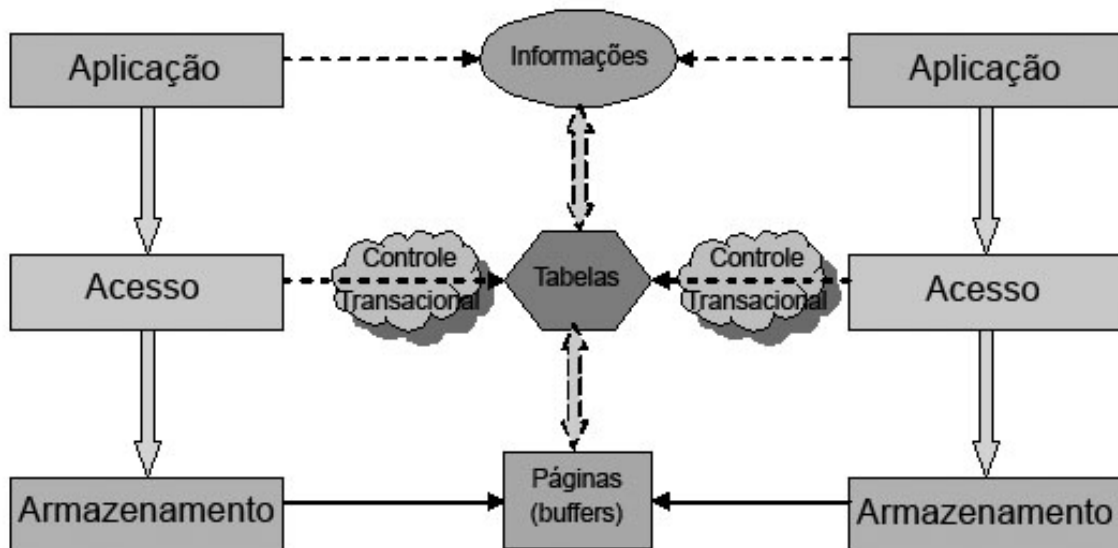 Aplicação
Informações
Aplicação
Acesso
Controle
Transacional
Tabelas
Controle
Transacional
Acesso
Armazenamento
Páginas
(buffers)
Armazenamento